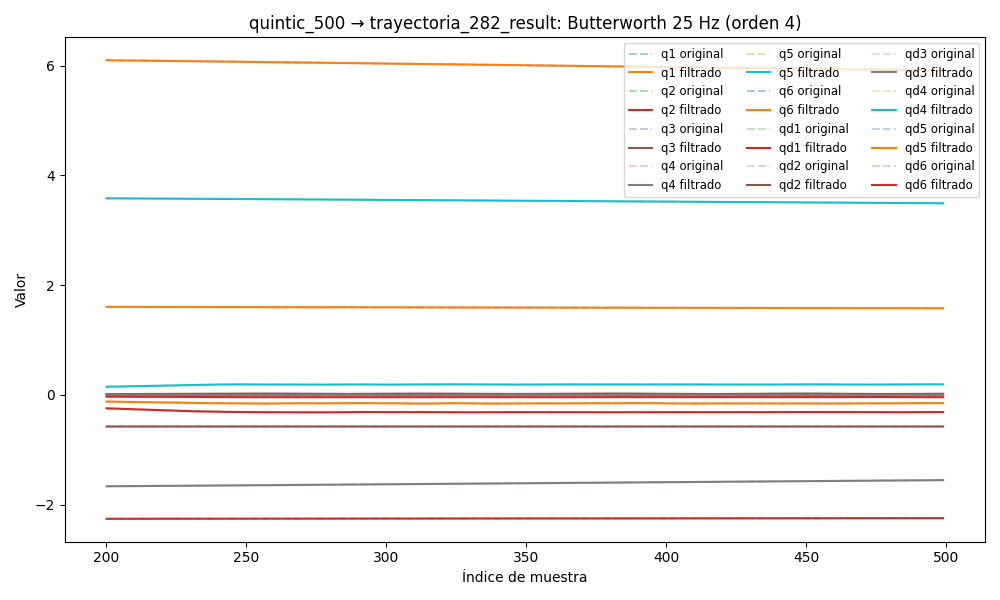 quintic_500 → trayectoria_282_result: Butterworth 25 Hz (orden 4)
q1 original
q1 filtrado
q2 original
q2 filtrado
q3 original
q3 filtrado
q4 original
q4 filtrado
q5 original
q5 filtrado
q6 original
q6 filtrado
qd1 original
qd1 filtrado
qd2 original
qd2 filtrado
qd3 original
qd3 filtrado
qd4 original
qd4 filtrado
qd5 original
qd5 filtrado
qd6 original
qd6 filtrado
Valor
6
4
2
0
−2
200 250 300 350 400 450 500
Índice de muestra